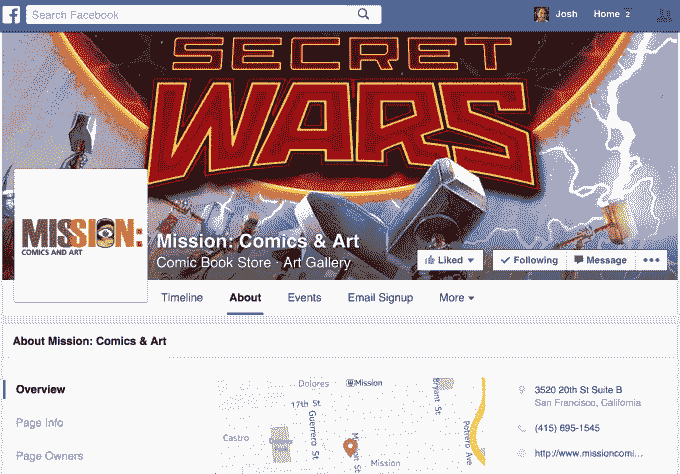 Search Facebook
Josh Home 2
SECRET
WARS
MISSION:
COMICS AND ART
Mission: Comics & Art
Comic Book Store · Art Gallery
Liked
Following
Message
Timeline About Events Email Signup More
About Mission: Comics & Art
Overview
Page Info
Page Owners
Dolores
Mission
17th St
Guerrero St
Bryant St
Potrero Ave
Castro
Mission
3520 20th St Suite B
San Francisco, California
(415) 695-1545
http://www.missioncomi...